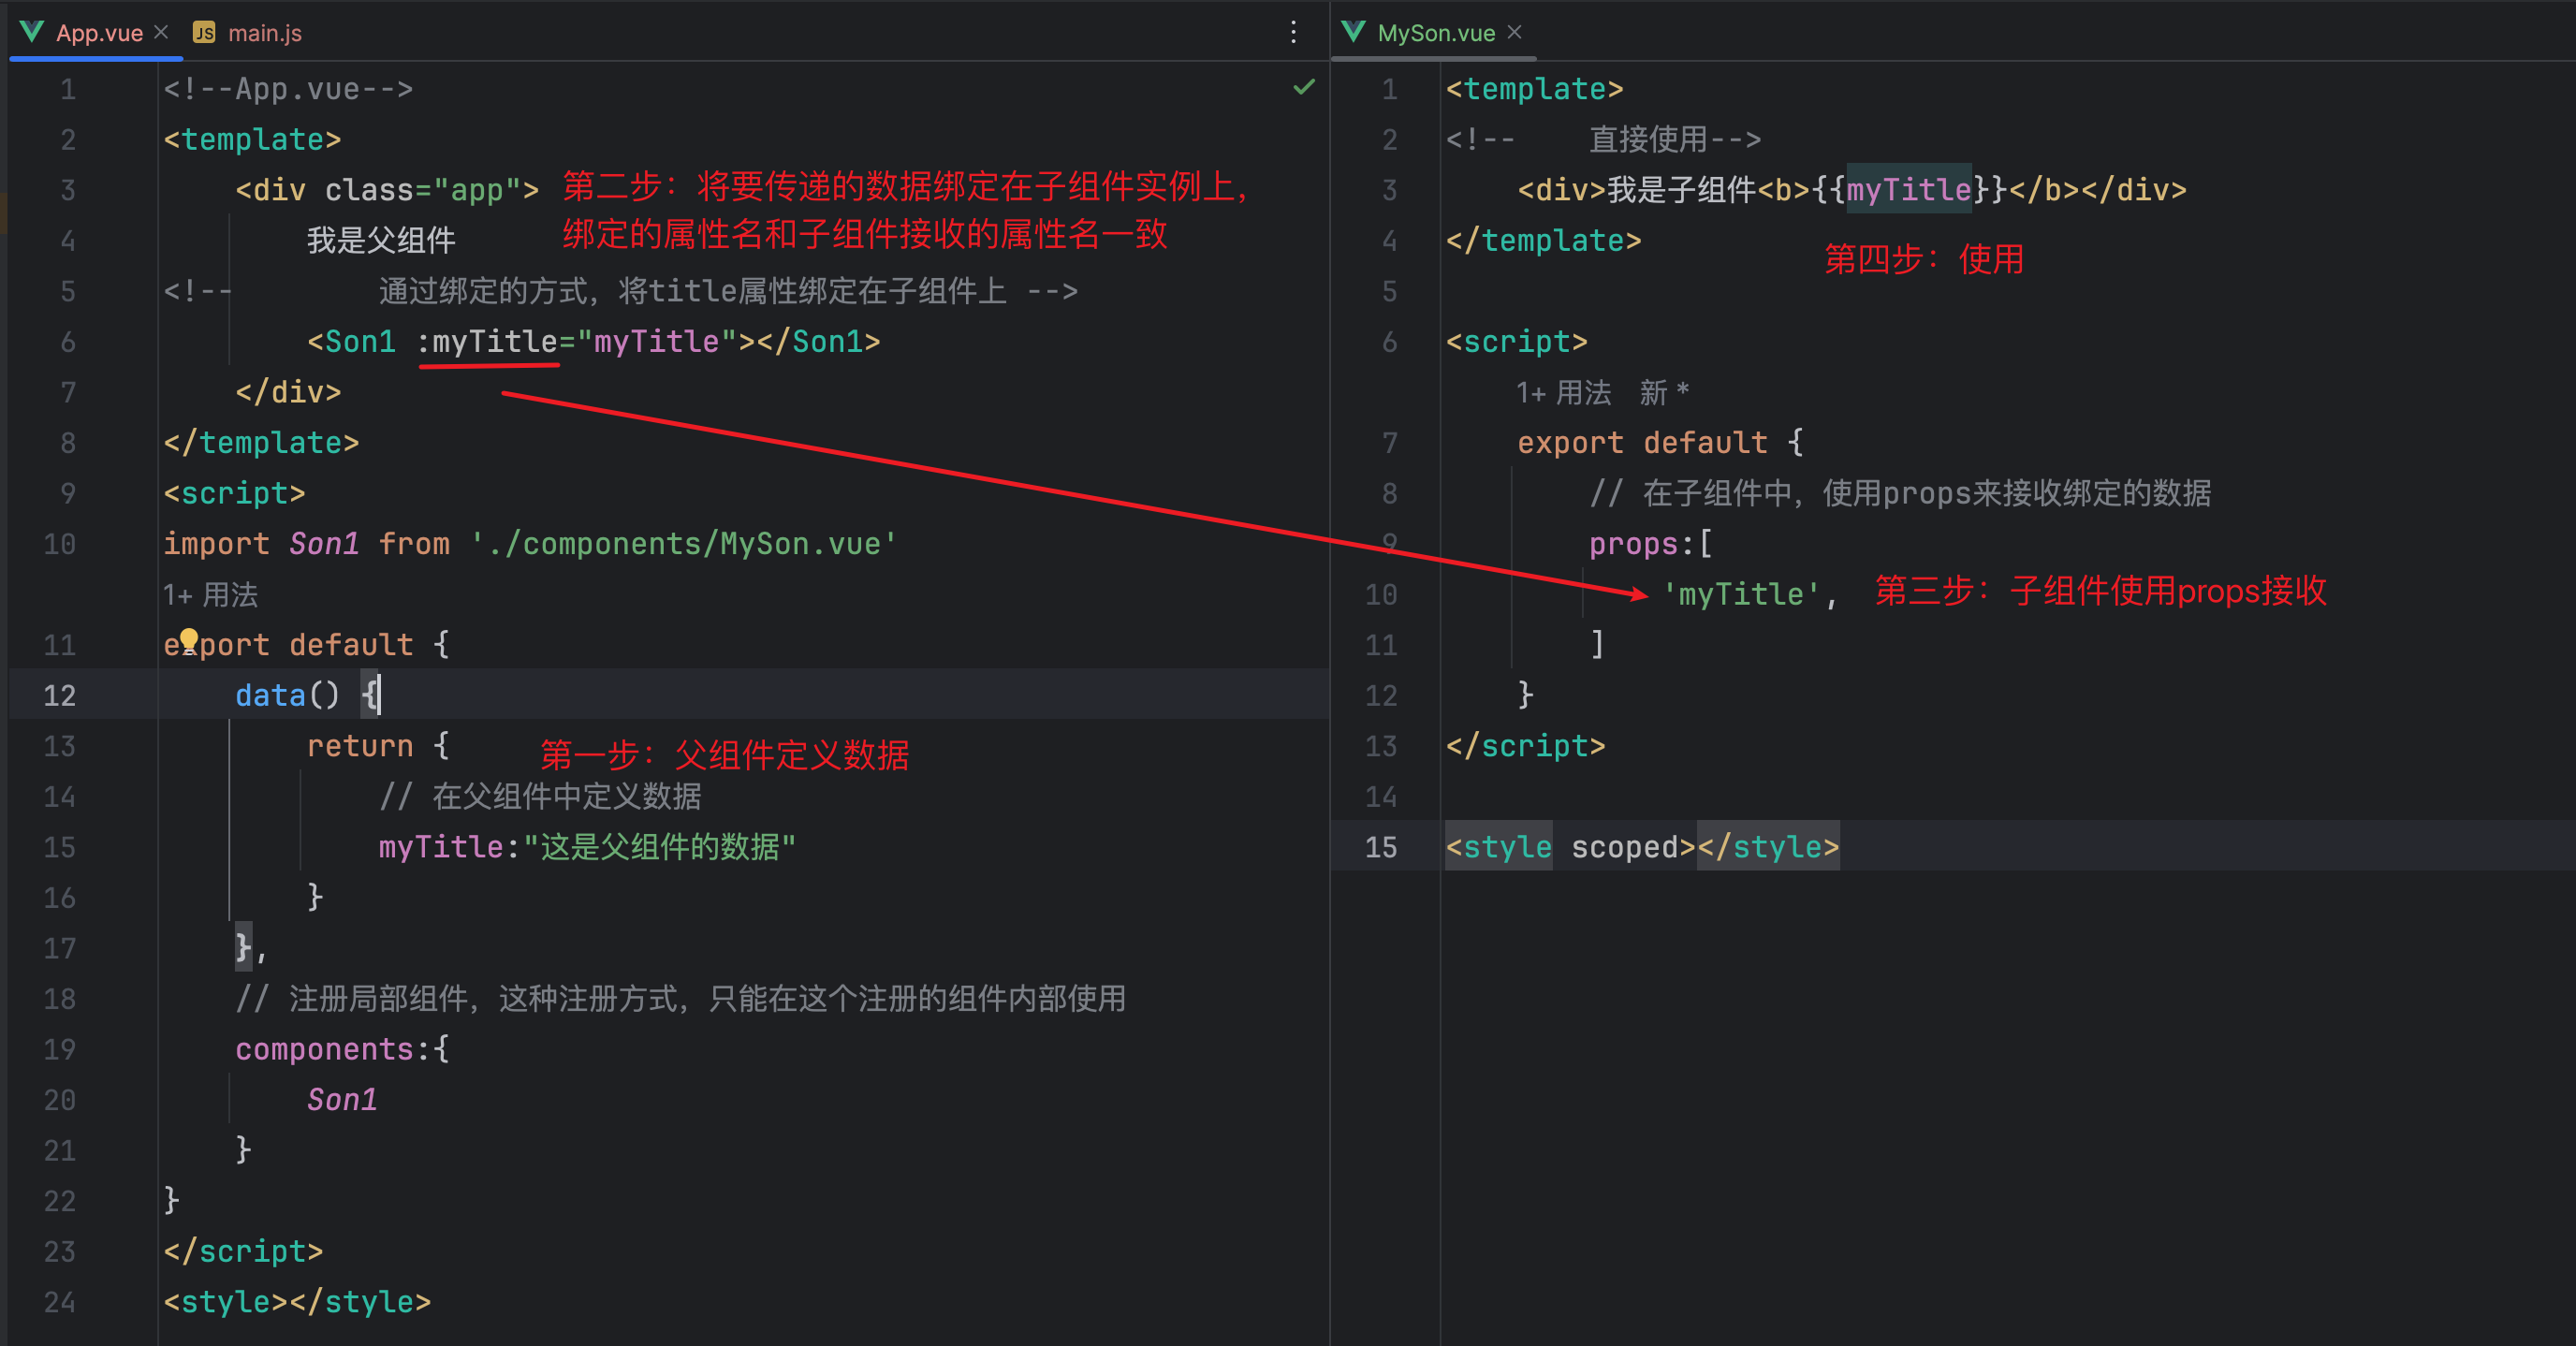 App.vue
JS main.js
1 <!--App.vue-->
2 <template>
3 <div class="app">
第二步：将要传递的数据绑定在子组件实例上，
绑定的属性名和子组件接收的属性名一致
4 我是父组件
5 <!-- 通过绑定的方式，将title属性绑定在子组件上 -->
6 <Son1 :myTitle="myTitle"></Son1>
7 </div>
8 </template>
9 <script>
10 import Son1 from './components/MySon.vue'
1+ 用法
11 export default {
12 data() {
13 return {
第一步：父组件定义数据
14 // 在父组件中定义数据
15 myTitle:"这是父组件的数据"
16 }
17 },
18 // 注册局部组件，这种注册方式，只能在这个注册的组件内部使用
19 components:{
20 Son1
21 }
22 }
23 </script>
24 <style></style>
MySon.vue
1 <template>
2 <!-- 直接使用-->
3 <div>我是子组件<b>{{myTitle}}</b></div>
4 </template>
第四步：使用
5
6 <script>
1+ 用法 新 *
7 export default {
8 // 在子组件中，使用props来接收绑定的数据
9 props:[
10 'myTitle',
第三步：子组件使用props接收
11 ]
12 }
13 </script>
14
15 <style scoped></style>